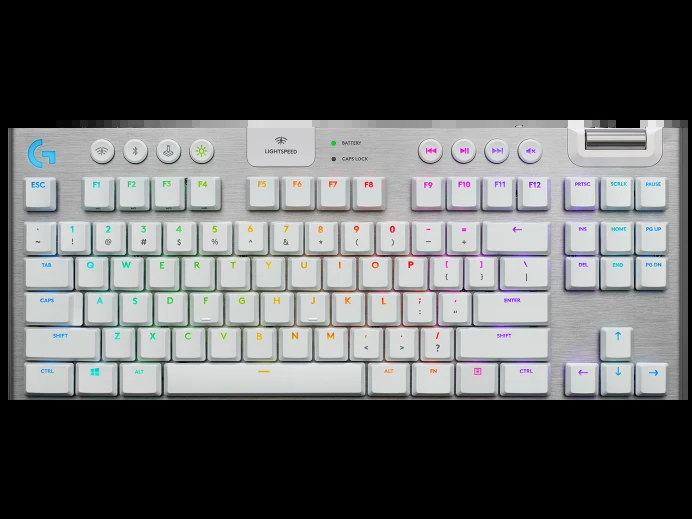 G
LIGHTSPEED
BATTERY
CAPS LOCK
ESC F1 F2 F3 F4 F5 F6 F7 F8 F9 F10 F11 F12 PRTSC SCRLK PAUSE
1 2 3 4 5 6 7 8 9 0 - = ← INS HOME PG UP
~ ! @ # $ % ^ & * ( ) _ +
TAB Q W E R T Y U I O P [ ] \ DEL END PG DN
{ } |
CAPS A S D F G H J K L ; ' ENTER
: "
SHIFT Z X C V B N M , . / SHIFT ↑
< > ?
CTRL ALT ALT FN CTRL ← ↓ →